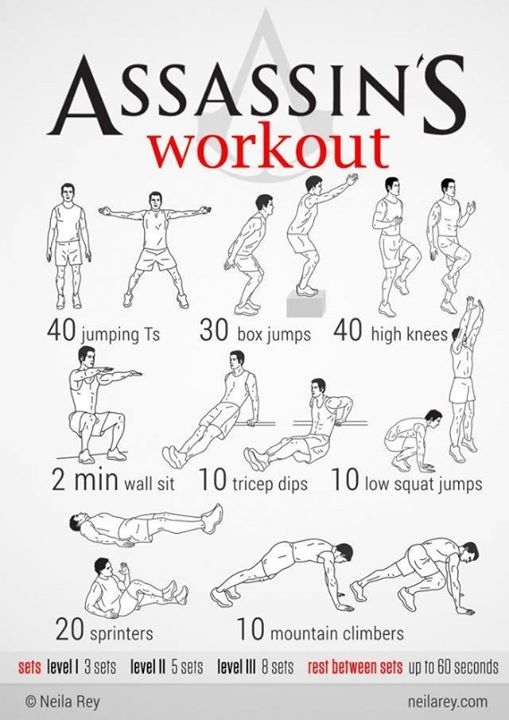 ASSASSIN'S
workout
40 jumping Ts
30 box jumps
40 high knees
2 min wall sit
10 tricep dips
10 low squat jumps
20 sprinters
10 mountain climbers
sets level I 3 sets level II 5 sets level III 8 sets rest between sets up to 60 seconds
© Neila Rey
neilarey.com